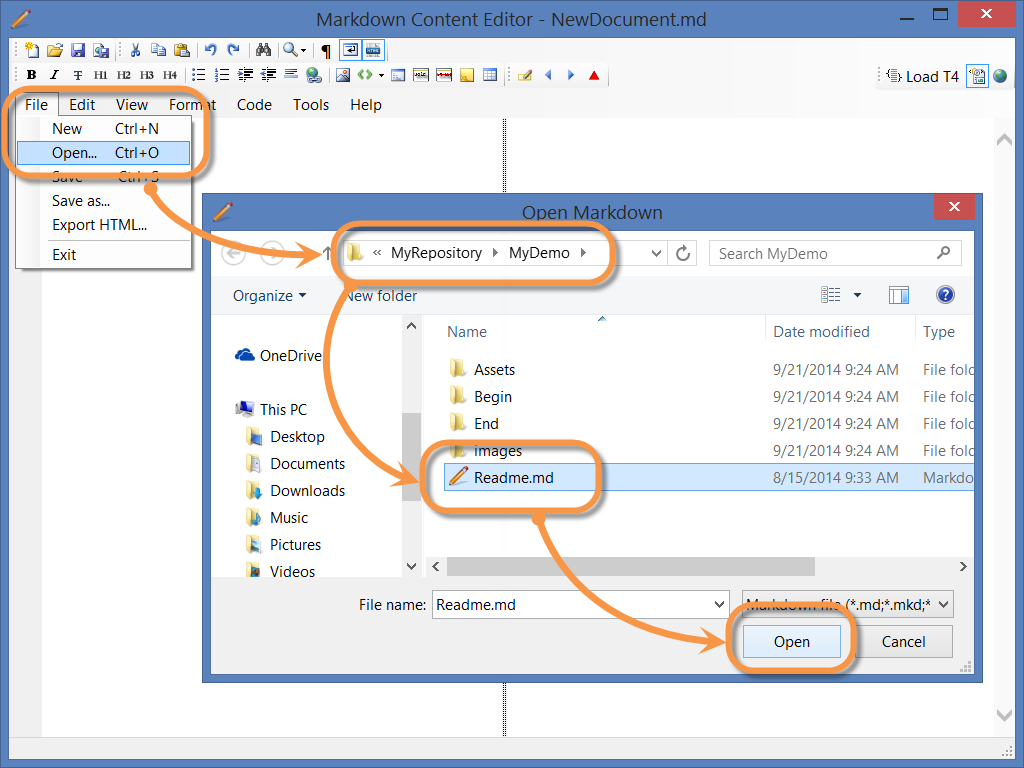 Markdown Content Editor - NewDocument.md
B I T H1 H2 H3 H4
Load T4
File Edit View Format Code Tools Help
New Ctrl+N
Open... Ctrl+O
Save Ctrl+S
Save as...
Export HTML...
Exit
Open Markdown
« MyRepository MyDemo
Search MyDemo
Organize New folder
Name Date modified Type
OneDrive
This PC
Desktop
Documents
Downloads
Music
Pictures
Videos
Assets 9/21/2014 9:24 AM File fold
Begin 9/21/2014 9:24 AM File fold
End 9/21/2014 9:24 AM File fold
images 9/21/2014 9:24 AM File fold
Readme.md 8/15/2014 9:33 AM Markdo
File name: Readme.md Markdown file (*.md;*.mkd;*
Open Cancel